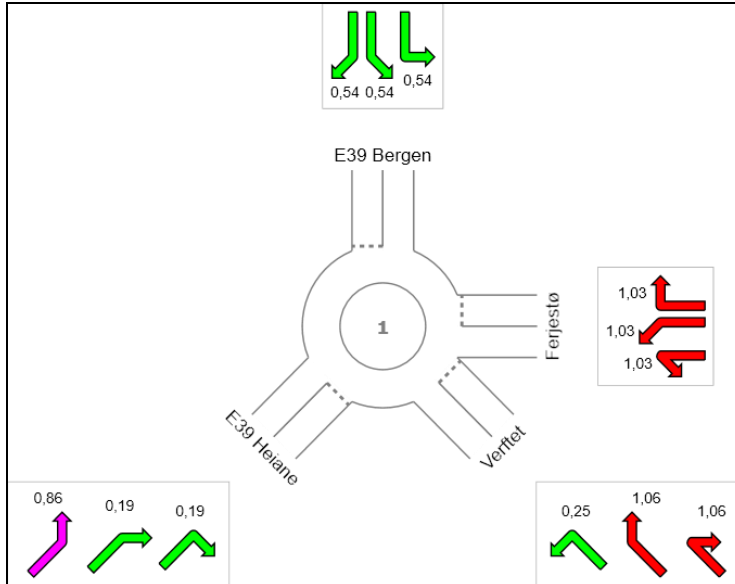 0,54 0,54 0,54
E39 Bergen
1
Ferjestø
1,03
1,03
1,03
E39 Heiane
Verftet
0,86 0,19 0,19
0,25 1,06 1,06